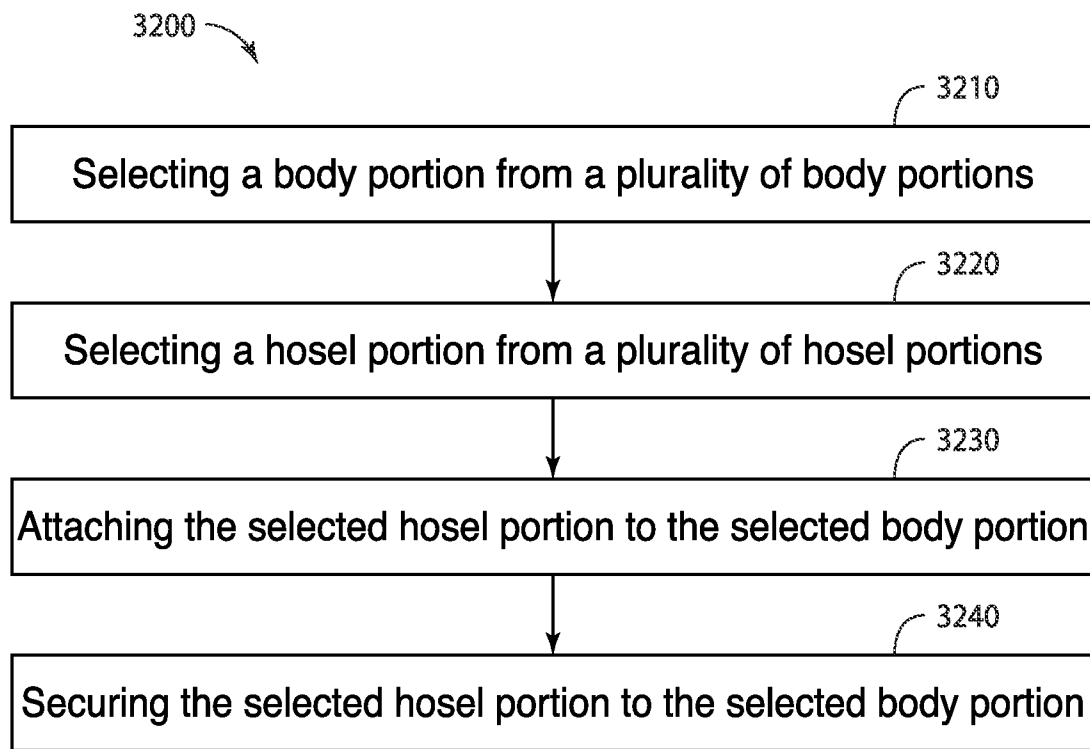 3200
3210
Selecting a body portion from a plurality of body portions
3220
Selecting a hosel portion from a plurality of hosel portions
3230
Attaching the selected hosel portion to the selected body portion
3240
Securing the selected hosel portion to the selected body portion